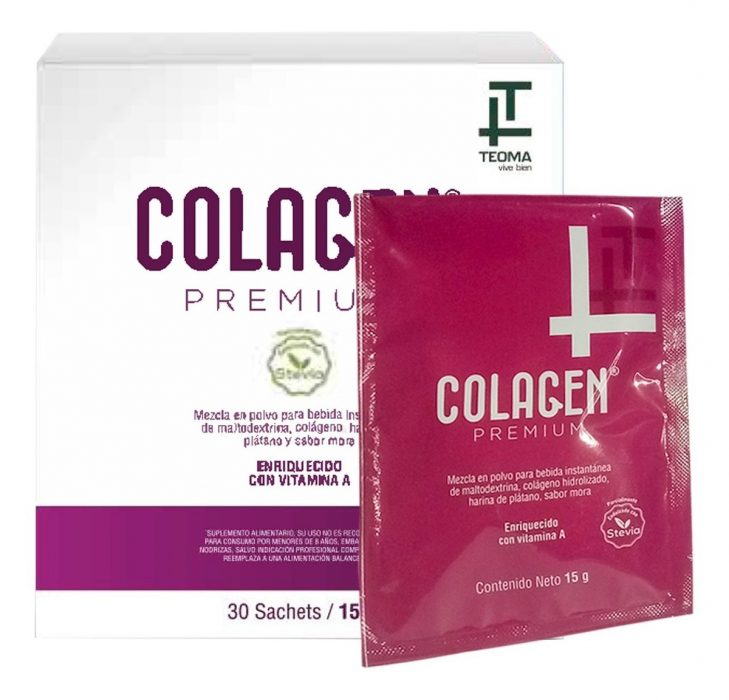 TEOMA
vive bien
COLAGEN
PREMIU
Stevia
Mezcla en polvo para bebida ins
de maltodextrina, colágeno, ha
plátano y sabor mora
ENRIQUECIDO
CON VITAMINA A
*SUPLEMENTO ALIMENTARIO, SU USO NO ES RECO
PARA CONSUMO POR MENORES DE 8 AÑOS, EMBA
NODRIZAS, SALVO INDICACIÓN PROFESIONAL COMP
REEMPLAZA A UNA ALIMENTACIÓN BALANCE
30 Sachets / 15
COLAGEN®
PREMIUM
Mezcla en polvo para bebida instantánea
de maltodextrina, colágeno hidrolizado,
harina de plátano, sabor mora
Enriquecido
con vitamina A
Parcialmente
Endulzado con
Stevia
Contenido Neto 15 g